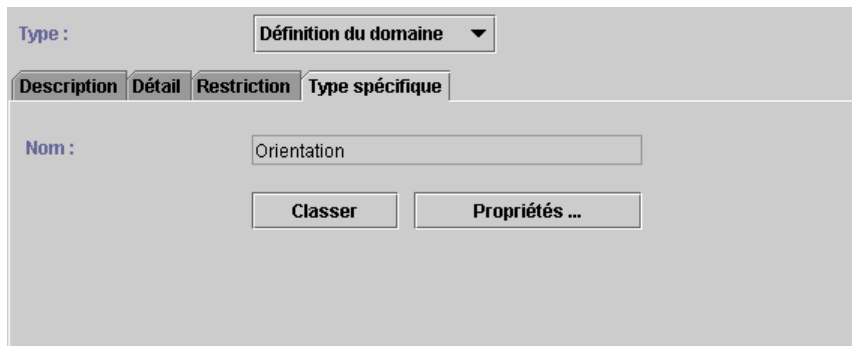 Type : Définition du domaine
Description Détail Restriction Type spécifique
Nom : Orientation
Classer Propriétés ...